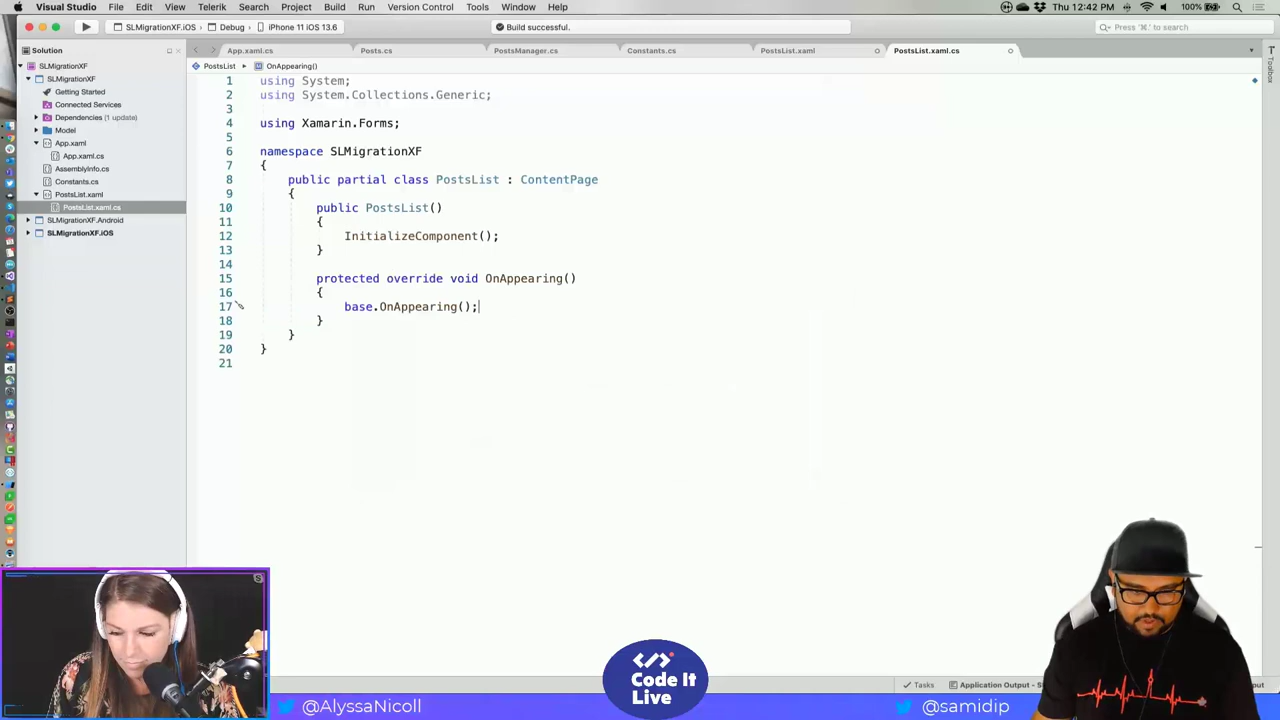 Visual Studio File Edit View Telerik Search Project Build Run Version Control Tools Window Help
Thu 12:42 PM 100%
SLMigrationXF.iOS Debug iPhone 11 iOS 13.6
Build successful.
Press '⌘.' to search
Solution
App.xaml.cs Posts.cs PostsManager.cs Constants.cs PostsList.xaml PostsList.xaml.cs
PostsList OnAppearing()
Toolbox
SLMigrationXF
SLMigrationXF
Getting Started
Connected Services
Dependencies (1 update)
Model
App.xaml
App.xaml.cs
AssemblyInfo.cs
Constants.cs
PostsList.xaml
PostsList.xaml.cs
SLMigrationXF.Android
SLMigrationXF.iOS
1 using System;
2 using System.Collections.Generic;
3
4 using Xamarin.Forms;
5
6 namespace SLMigrationXF
7 {
8 public partial class PostsList : ContentPage
9 {
10 public PostsList()
11 {
12 InitializeComponent();
13 }
14
15 protected override void OnAppearing()
16 {
17 base.OnAppearing();
18 }
19 }
20 }
21
Tasks Application Output - S
Code It
Live
@AlyssaNicoll
@samidip